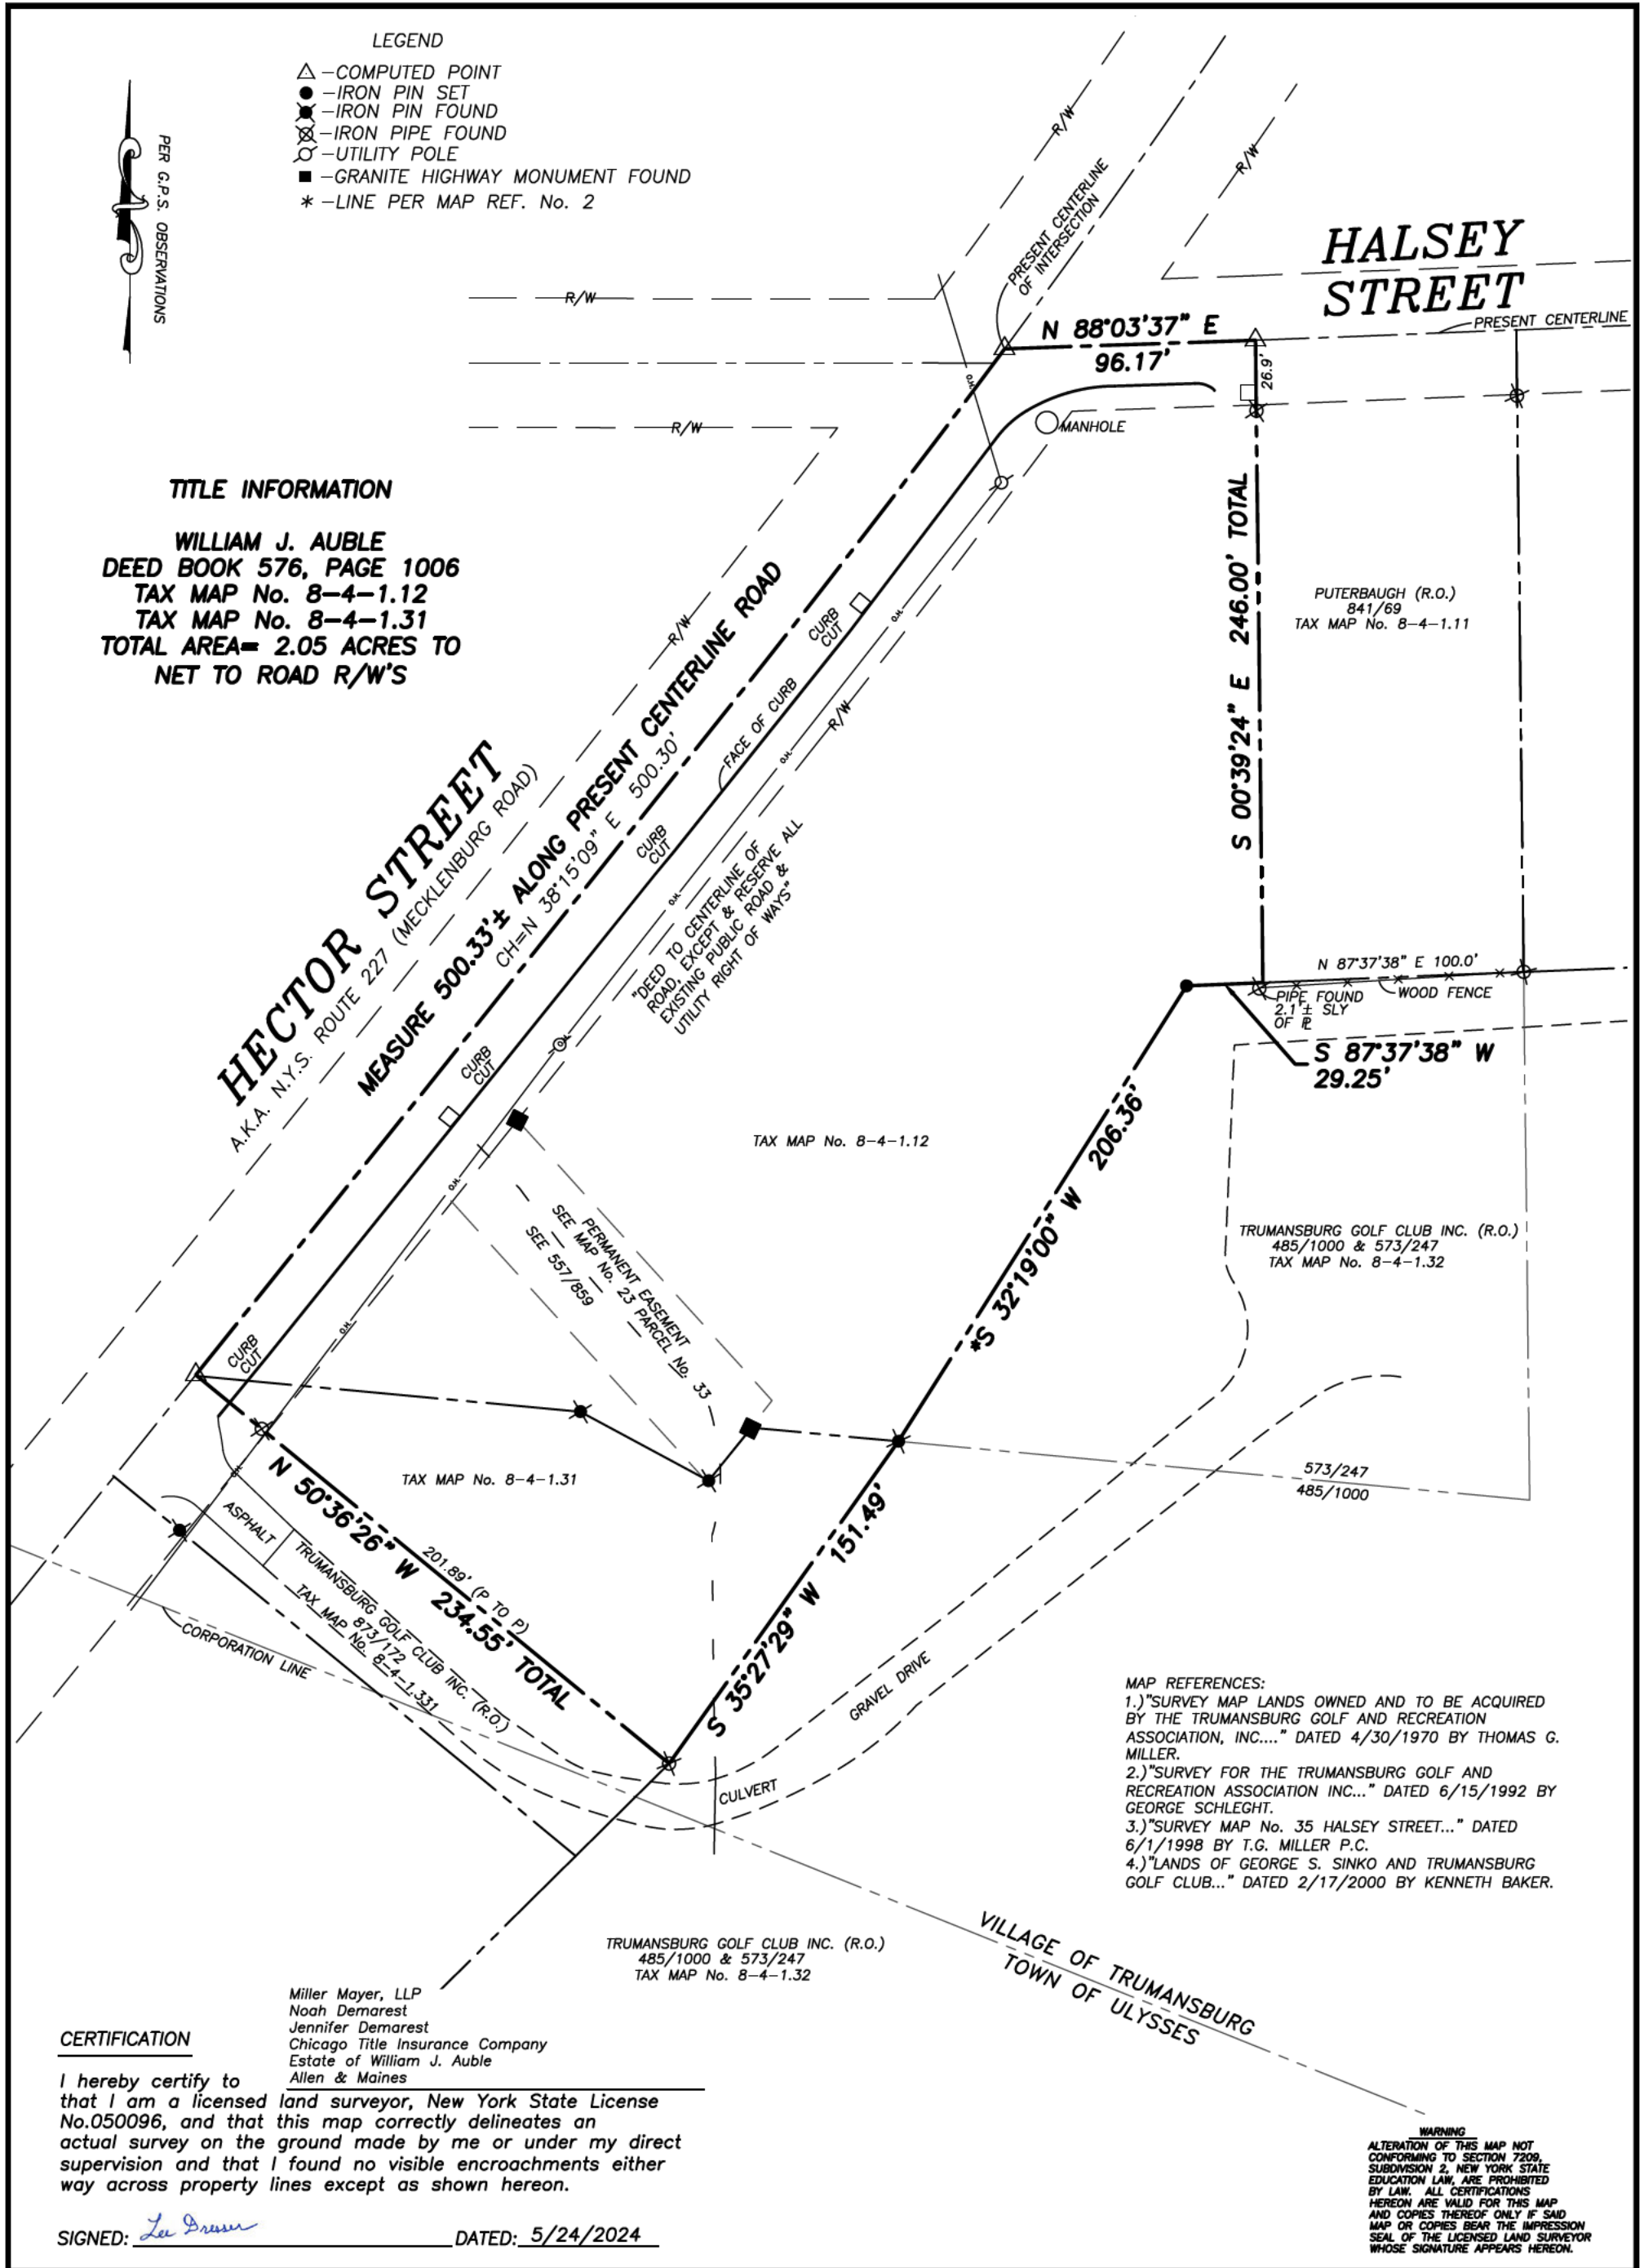 LEGEND
-COMPUTED POINT
-IRON PIN SET
-IRON PIN FOUND
-IRON PIPE FOUND
-UTILITY POLE
-GRANITE HIGHWAY MONUMENT FOUND
* -LINE PER MAP REF. No. 2
PER G.P.S. OBSERVATIONS
R/W
R/W
R/W
R/W
R/W
R/W
PRESENT CENTERLINE
OF INTERSECTION
HALSEY
STREET
PRESENT CENTERLINE
N 88°03'37" E
96.17'
26.9'
O.H.
MANHOLE
TITLE INFORMATION
WILLIAM J. AUBLE
DEED BOOK 576, PAGE 1006
TAX MAP No. 8-4-1.12
TAX MAP No. 8-4-1.31
TOTAL AREA= 2.05 ACRES TO
NET TO ROAD R/W'S
S 00°39'24" E 246.00' TOTAL
PUTERBAUGH (R.O.)
841/69
TAX MAP No. 8-4-1.11
HECTOR STREET
A.K.A. N.Y.S. ROUTE 227 (MECKLENBURG ROAD)
MEASURE 500.33'± ALONG PRESENT CENTERLINE ROAD
CH=N 38°15'09" E 500.30'
CURB
CUT
O.H.
FACE OF CURB
O.H.
CURB
CUT
O.H.
"DEED TO CENTERLINE OF
ROAD, EXCEPT & RESERVE ALL
EXISTING PUBLIC ROAD &
UTILITY RIGHT OF WAYS"
CURB
CUT
O.H.
N 87°37'38" E 100.0'
WOOD FENCE
PIPE FOUND
2.1'± SLY
OF PL
S 87°37'38" W
29.25'
TAX MAP No. 8-4-1.12
PERMANENT EASEMENT
SEE MAP No. 23 PARCEL No. 33
SEE 557/859
*S 32°19'00" W 206.36'
TRUMANSBURG GOLF CLUB INC. (R.O.)
485/1000 & 573/247
TAX MAP No. 8-4-1.32
CURB
CUT
O.H.
573/247
485/1000
TAX MAP No. 8-4-1.31
O.H.
N 50°36'26" W 234.55' TOTAL
201.89' (P TO P)
S 35°27'29" W 151.49'
ASPHALT
TRUMANSBURG GOLF CLUB INC. (R.O.)
873/172
TAX MAP No. 8-4-1.331
CORPORATION LINE
GRAVEL DRIVE
CULVERT
MAP REFERENCES:
1.)"SURVEY MAP LANDS OWNED AND TO BE ACQUIRED
BY THE TRUMANSBURG GOLF AND RECREATION
ASSOCIATION, INC...." DATED 4/30/1970 BY THOMAS G.
MILLER.
2.)"SURVEY FOR THE TRUMANSBURG GOLF AND
RECREATION ASSOCIATION INC..." DATED 6/15/1992 BY
GEORGE SCHLEGHT.
3.)"SURVEY MAP No. 35 HALSEY STREET..." DATED
6/1/1998 BY T.G. MILLER P.C.
4.)"LANDS OF GEORGE S. SINKO AND TRUMANSBURG
GOLF CLUB..." DATED 2/17/2000 BY KENNETH BAKER.
TRUMANSBURG GOLF CLUB INC. (R.O.)
485/1000 & 573/247
TAX MAP No. 8-4-1.32
VILLAGE OF TRUMANSBURG
TOWN OF ULYSSES
CERTIFICATION
Miller Mayer, LLP
Noah Demarest
Jennifer Demarest
Chicago Title Insurance Company
Estate of William J. Auble
Allen & Maines
I hereby certify to
that I am a licensed land surveyor, New York State License
No.050096, and that this map correctly delineates an
actual survey on the ground made by me or under my direct
supervision and that I found no visible encroachments either
way across property lines except as shown hereon.
SIGNED: Lee Dresser DATED: 5/24/2024
WARNING
ALTERATION OF THIS MAP NOT
CONFORMING TO SECTION 7209,
SUBDIVISION 2, NEW YORK STATE
EDUCATION LAW, ARE PROHIBITED
BY LAW. ALL CERTIFICATIONS
HEREON ARE VALID FOR THIS MAP
AND COPIES THEREOF ONLY IF SAID
MAP OR COPIES BEAR THE IMPRESSION
SEAL OF THE LICENSED LAND SURVEYOR
WHOSE SIGNATURE APPEARS HEREON.